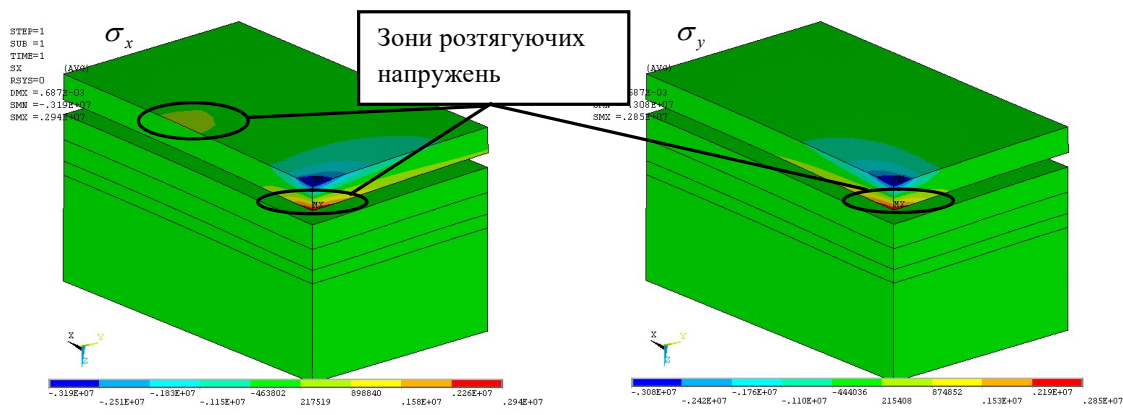 STEP=1
SUB =1
TIME=1
SX (AVG)
RSYS=0
DMX =.687E-03
SMN =-.319E+07
SMX =.294E+07
σx
Зони розтягуючих
напружень
σy
(AVG)
SMX =.285E+07
MX
MX
X Y Z
X Y Z
-.319E+07 -.183E+07 -463802 898840 .226E+07
-.251E+07 -.115E+07 217519 .158E+07 .294E+07
-.308E+07 -.176E+07 -444036 874852 .219E+07
-.242E+07 -.110E+07 215408 .153E+07 .285E+07